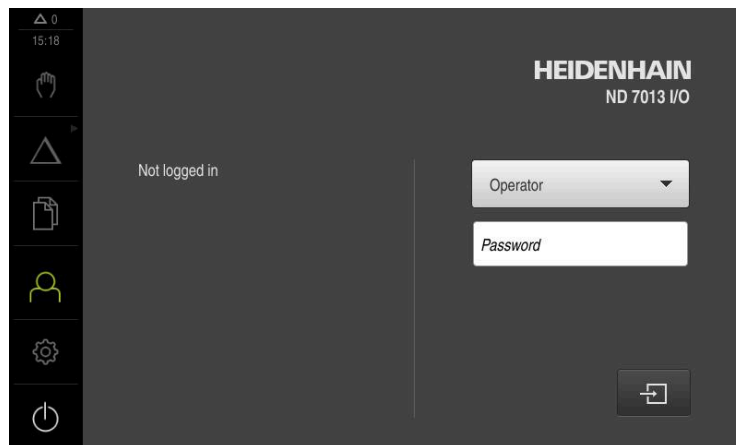 0
15:18
HEIDENHAIN
ND 7013 I/O
Not logged in
Operator
Password